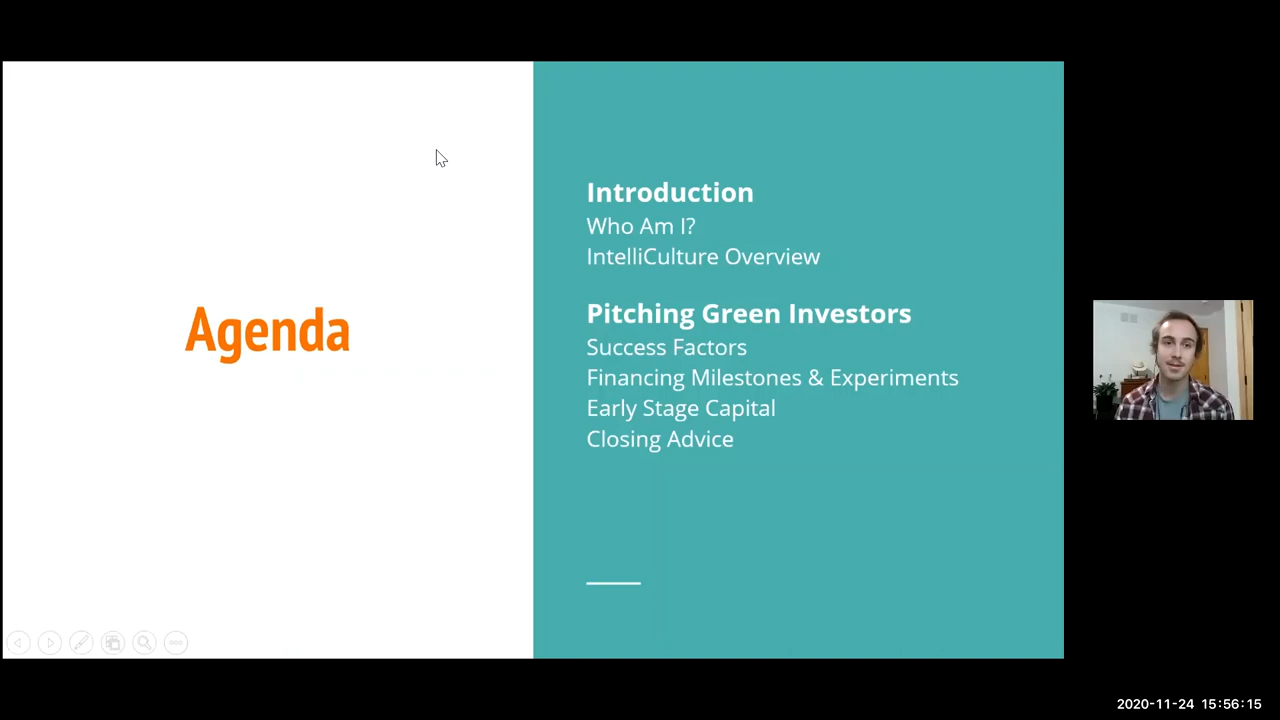 Agenda
Introduction
Who Am I?
IntelliCulture Overview
Pitching Green Investors
Success Factors
Financing Milestones & Experiments
Early Stage Capital
Closing Advice
2020-11-24 15:56:15